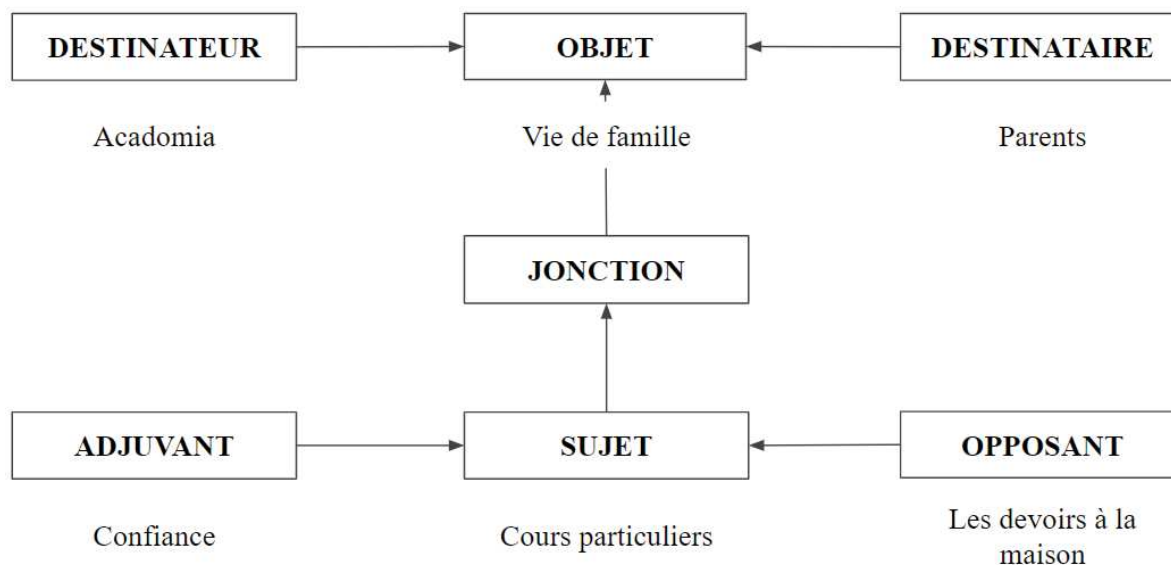 DESTINATEUR
OBJET
DESTINATAIRE
Acadomia
Vie de famille
Parents
JONCTION
ADJUVANT
SUJET
OPPOSANT
Confiance
Cours particuliers
Les devoirs à la
maison